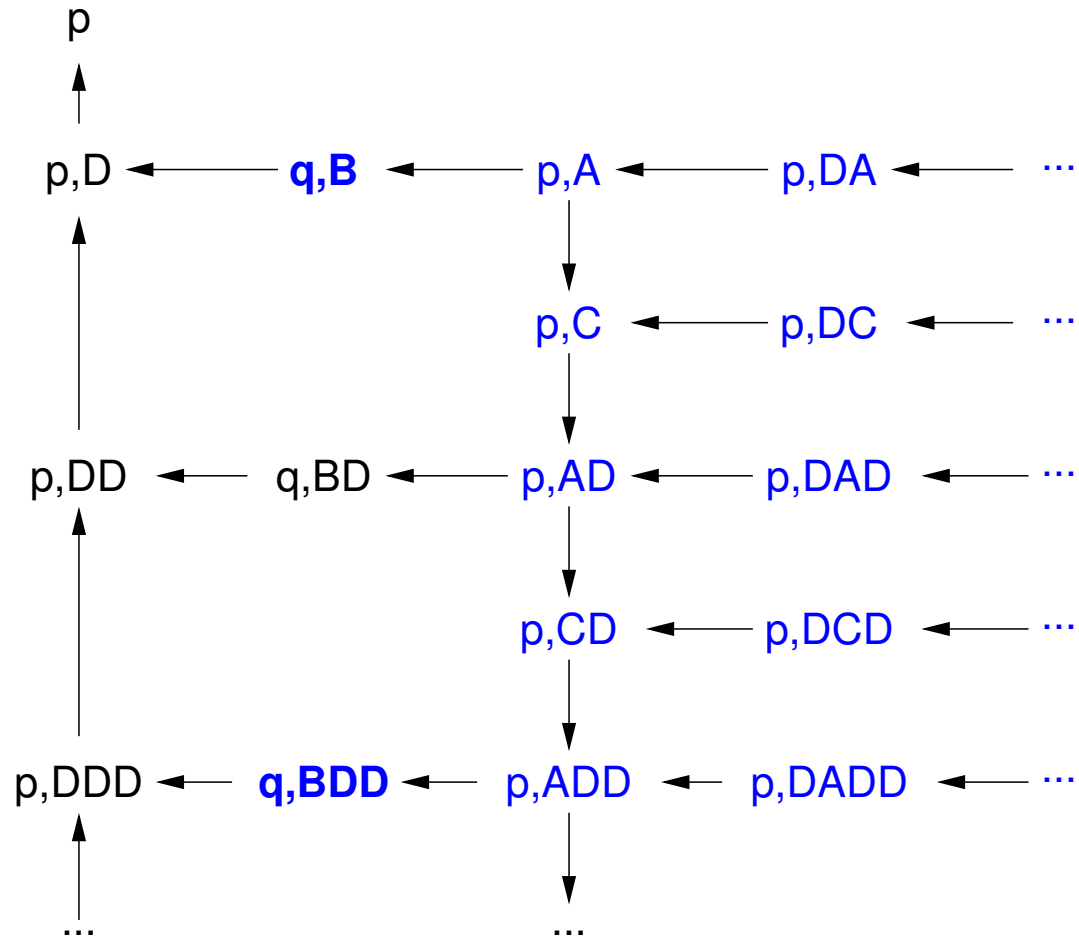 p
p,D q,B p,A p,DA ...
p,C p,DC ...
p,DD q,BD p,AD p,DAD ...
p,CD p,DCD ...
p,DDD q,BDD p,ADD p,DADD ...
... ...